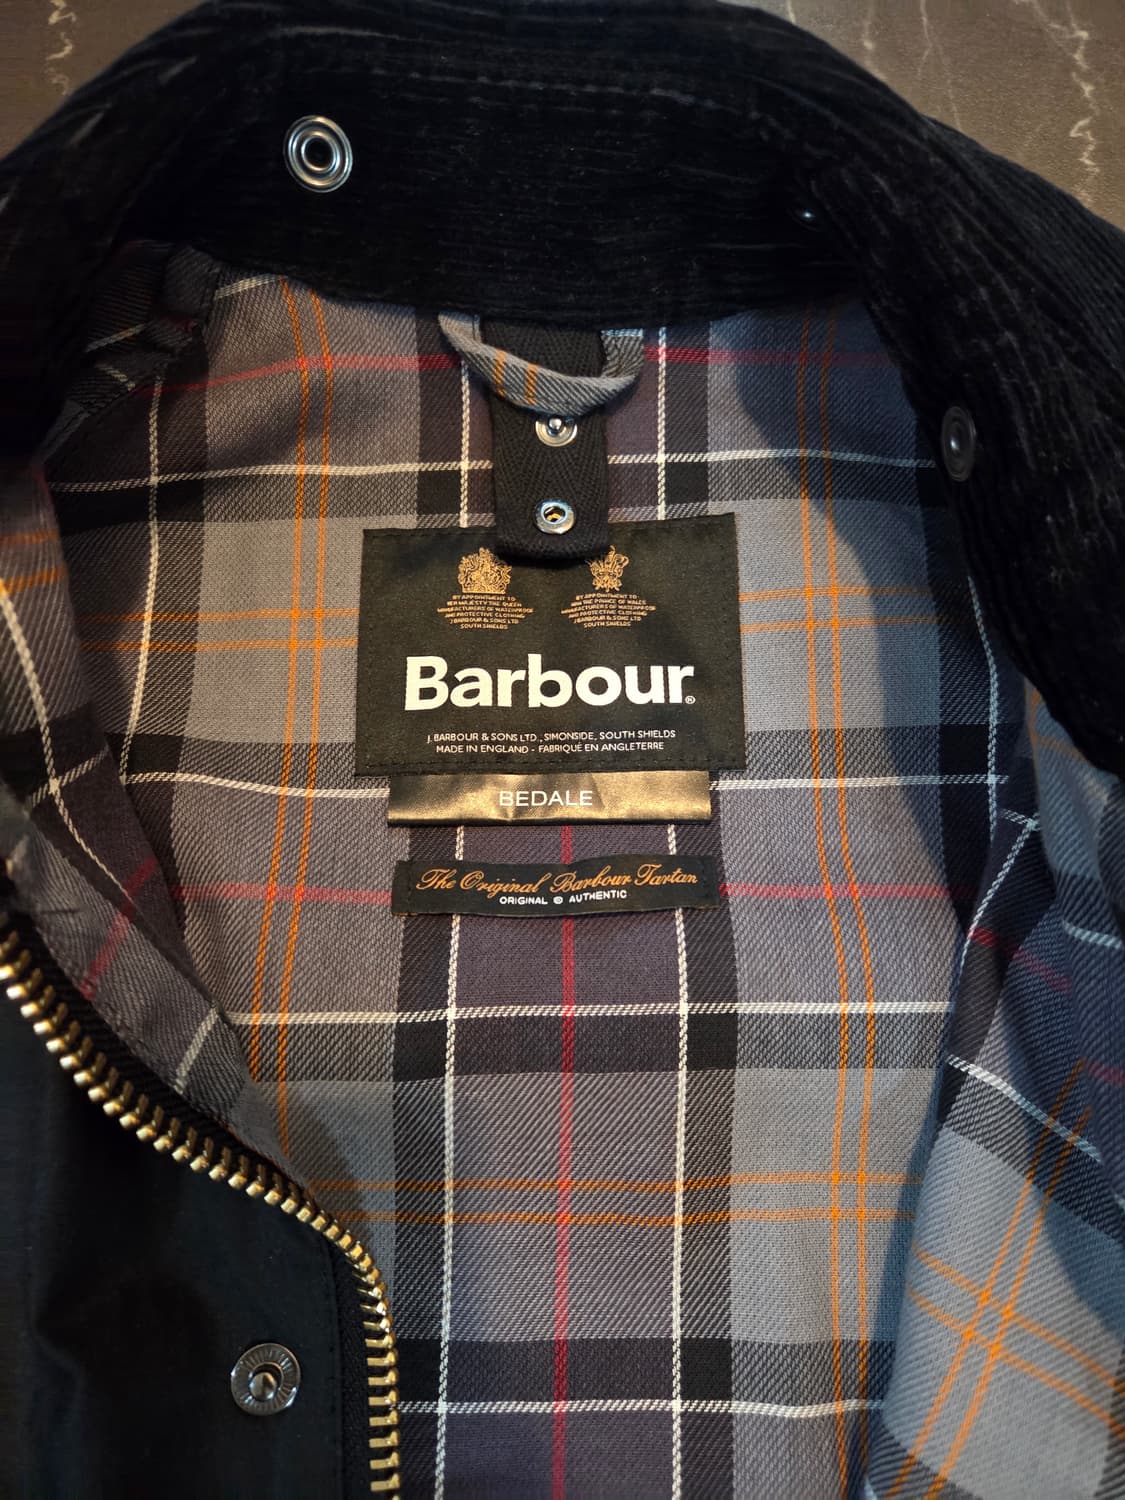 BY APPOINTMENT TO
HER MAJESTY THE QUEEN
MANUFACTURERS OF WATERPROOF
AND PROTECTIVE CLOTHING
J.BARBOUR & SONS LTD
SOUTH SHIELDS
BY APPOINTMENT TO
HRH THE PRINCE OF WALES
MANUFACTURERS OF WATERPROOF
AND PROTECTIVE CLOTHING
J.BARBOUR & SONS LTD
SOUTH SHIELDS
Barbour®
J. BARBOUR & SONS LTD., SIMONSIDE, SOUTH SHIELDS
MADE IN ENGLAND - FABRIQUÉ EN ANGLETERRE
BEDALE
The Original Barbour Tartan
ORIGINAL © AUTHENTIC